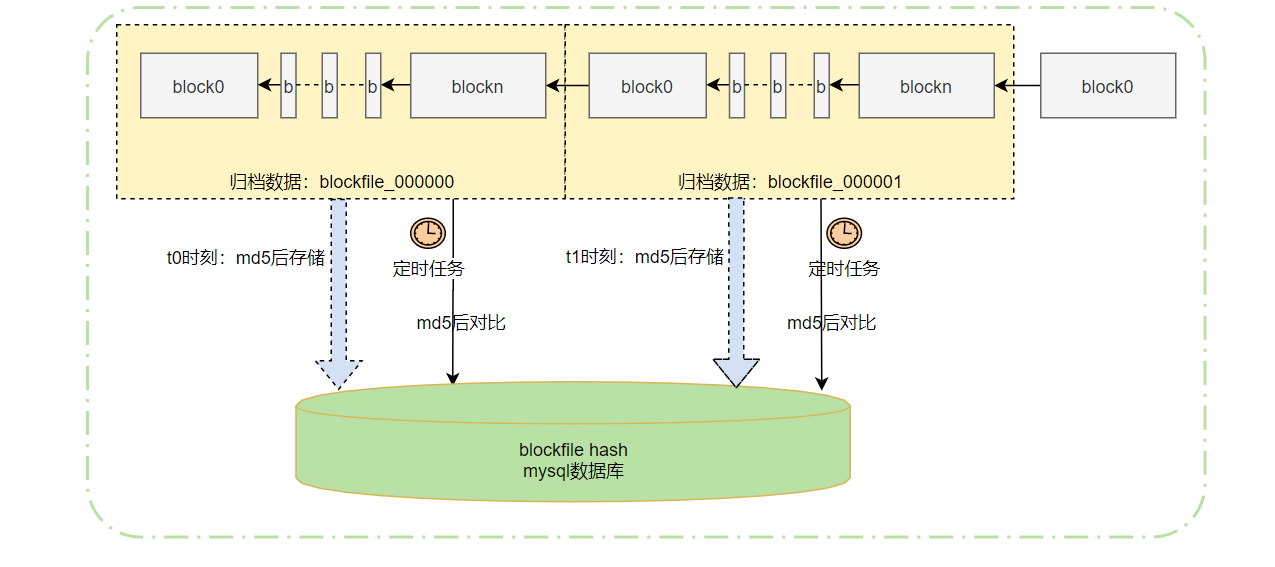 block0
b
b
b
blockn
block0
b
b
b
blockn
block0
归档数据：blockfile_000000
归档数据：blockfile_000001
t0时刻：md5后存储
定时任务
md5后对比
t1时刻：md5后存储
定时任务
md5后对比
blockfile hash
mysql数据库